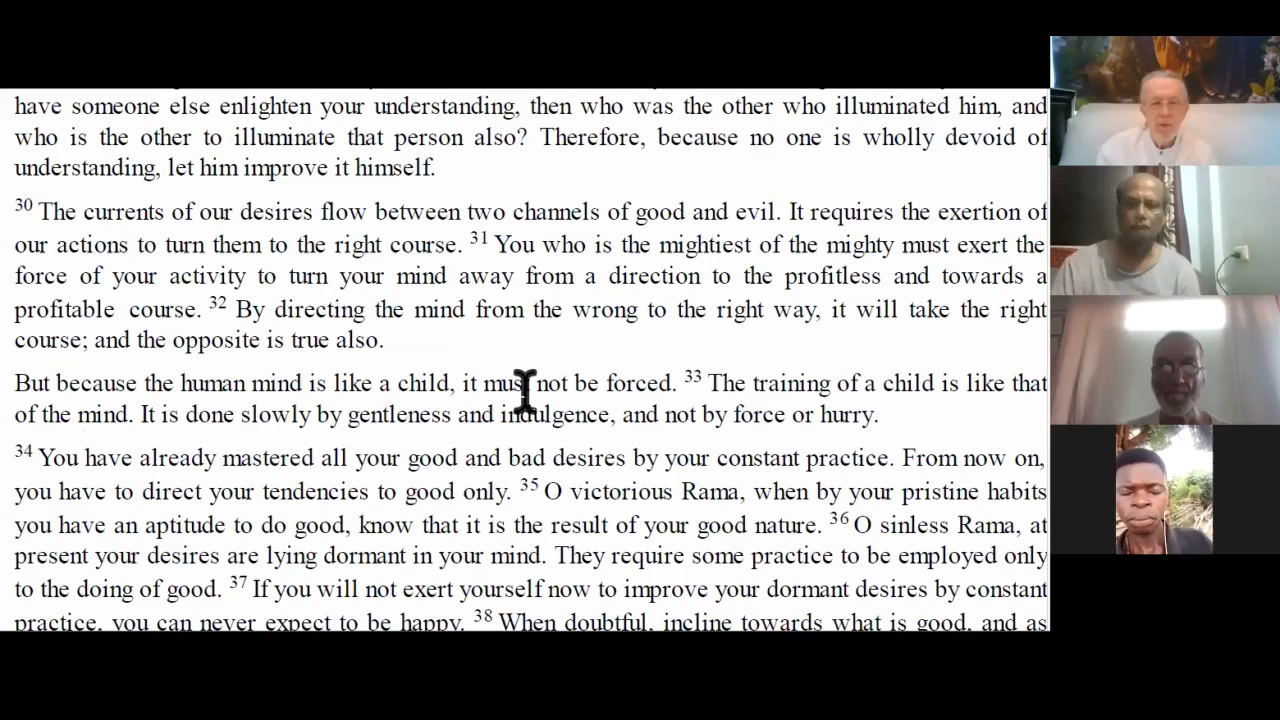 have someone else enlighten your understanding, then who was the other who illuminated him, and
who is the other to illuminate that person also? Therefore, because no one is wholly devoid of
understanding, let him improve it himself.
30 The currents of our desires flow between two channels of good and evil. It requires the exertion of
our actions to turn them to the right course. 31 You who is the mightiest of the mighty must exert the
force of your activity to turn your mind away from a direction to the profitless and towards a
profitable course. 32 By directing the mind from the wrong to the right way, it will take the right
course; and the opposite is true also.
But because the human mind is like a child, it must not be forced. 33 The training of a child is like that
of the mind. It is done slowly by gentleness and indulgence, and not by force or hurry.
34 You have already mastered all your good and bad desires by your constant practice. From now on,
you have to direct your tendencies to good only. 35 O victorious Rama, when by your pristine habits
you have an aptitude to do good, know that it is the result of your good nature. 36 O sinless Rama, at
present your desires are lying dormant in your mind. They require some practice to be employed only
to the doing of good. 37 If you will not exert yourself now to improve your dormant desires by constant
practice, you can never expect to be happy. 38 When doubtful, incline towards what is good, and as